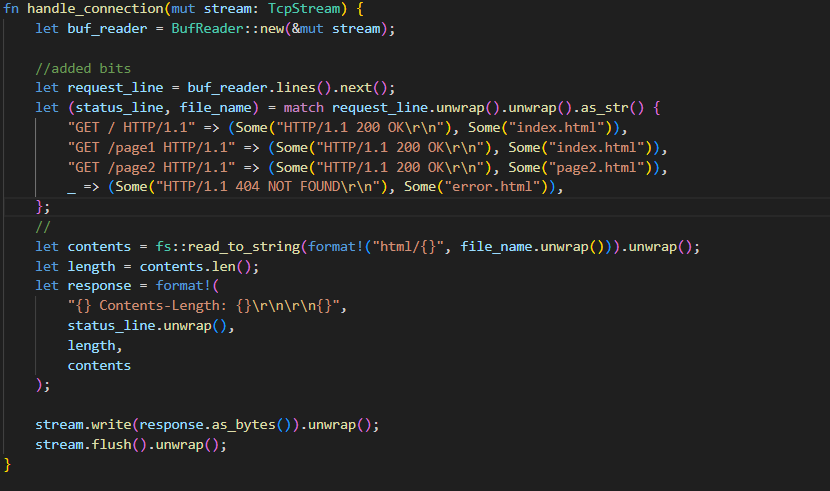 fn handle_connection(mut stream: TcpStream) {
    let buf_reader = BufReader::new(&mut stream);

    //added bits
    let request_line = buf_reader.lines().next();
    let (status_line, file_name) = match request_line.unwrap().unwrap().as_str() {
        "GET / HTTP/1.1" => (Some("HTTP/1.1 200 OK\r\n"), Some("index.html")),
        "GET /page1 HTTP/1.1" => (Some("HTTP/1.1 200 OK\r\n"), Some("index.html")),
        "GET /page2 HTTP/1.1" => (Some("HTTP/1.1 200 OK\r\n"), Some("page2.html")),
        _ => (Some("HTTP/1.1 404 NOT FOUND\r\n"), Some("error.html")),
    };
    //
    let contents = fs::read_to_string(format!("html/{}", file_name.unwrap())).unwrap();
    let length = contents.len();
    let response = format!(
        "{} Contents-Length: {}\r\n\r\n{}",
        status_line.unwrap(),
        length,
        contents
    );

    stream.write(response.as_bytes()).unwrap();
    stream.flush().unwrap();
}